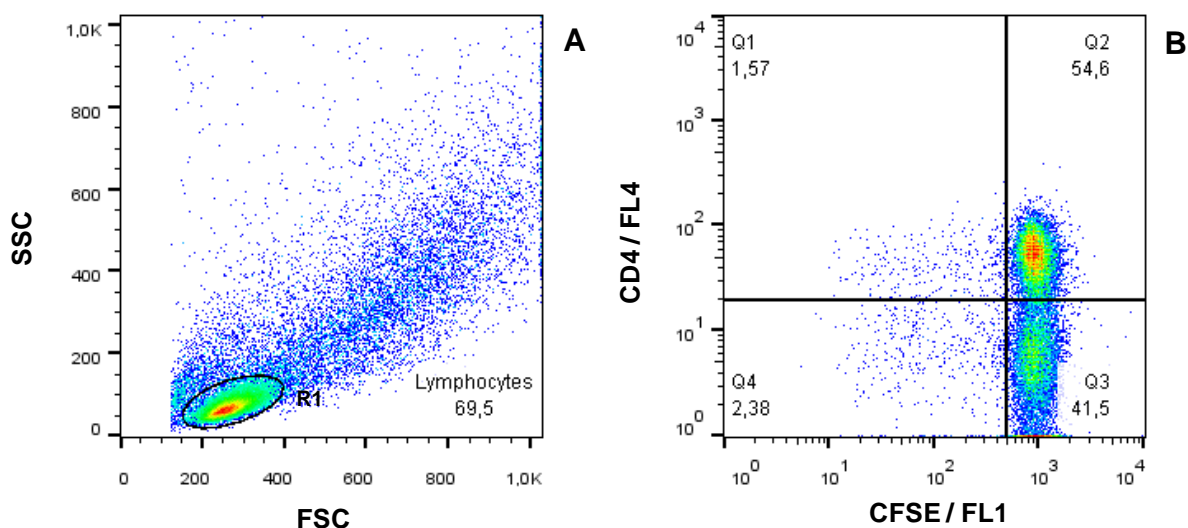 A
SSC
1,0K
800
600
400
200
0
Lymphocytes
69,5
R1
0 200 400 600 800 1,0K
FSC
B
CD4 / FL4
10^4
10^3
10^2
10^1
10^0
Q1
1,57
Q2
54,6
Q4
2,38
Q3
41,5
10^0 10^1 10^2 10^3 10^4
CFSE / FL1